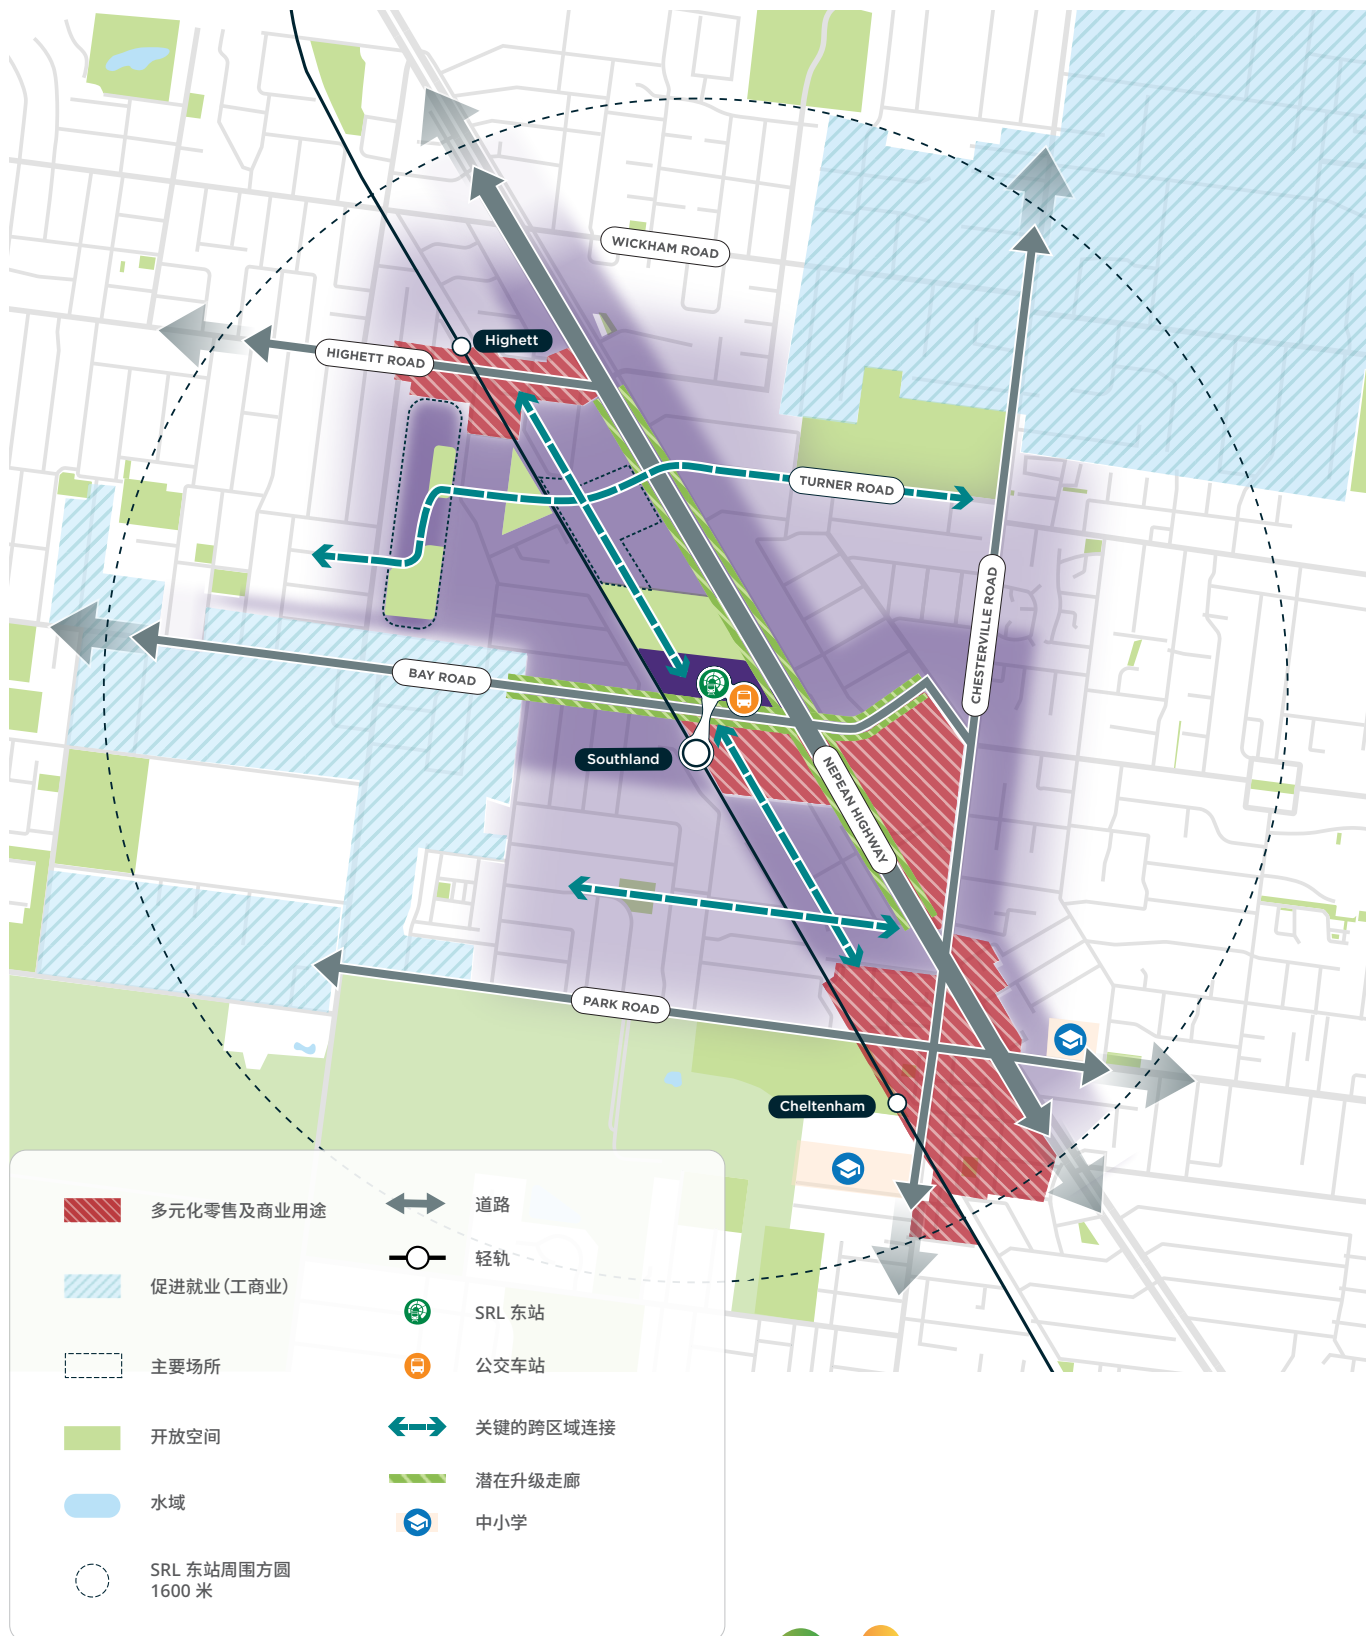 WICKHAM ROAD
Highett
HIGHETT ROAD
TURNER ROAD
CHESTERVILLE ROAD
BAY ROAD
Southland
NEPEAN HIGHWAY
PARK ROAD
Cheltenham
多元化零售及商业用途
促进就业（工商业）
主要场所
开放空间
水域
SRL 东站周围方圆
1600 米
道路
轻轨
SRL 东站
公交车站
关键的跨区域连接
潜在升级走廊
中小学